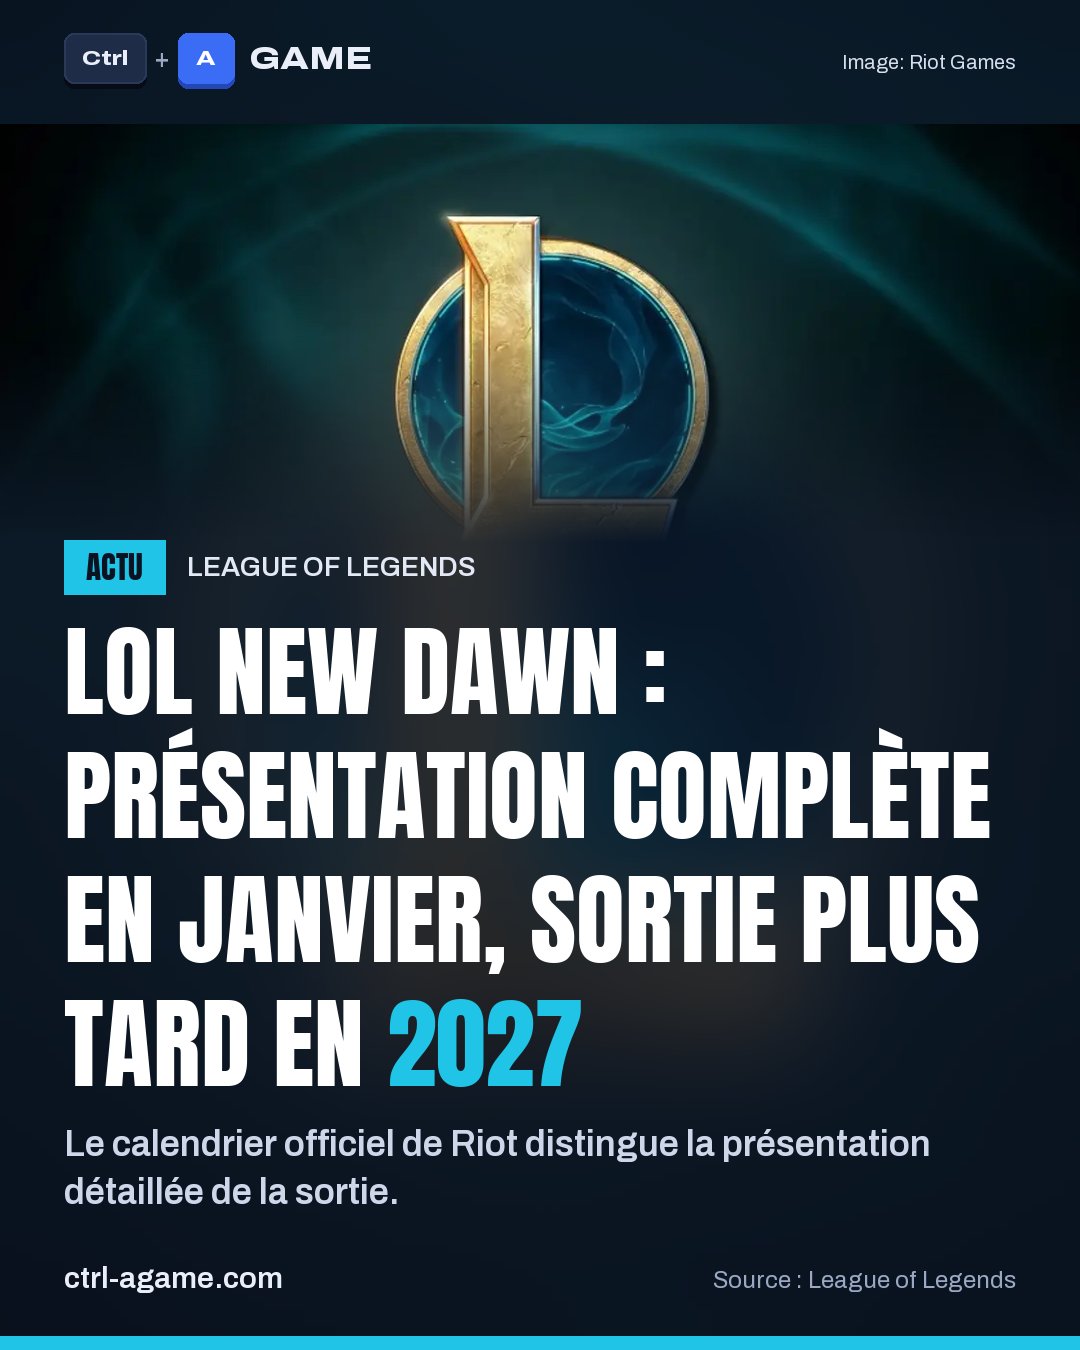 Ctrl + A GAME
Image: Riot Games
ACTU LEAGUE OF LEGENDS
LOL NEW DAWN :
PRÉSENTATION COMPLÈTE
EN JANVIER, SORTIE PLUS
TARD EN 2027
Le calendrier officiel de Riot distingue la présentation
détaillée de la sortie.
ctrl-agame.com
Source : League of Legends